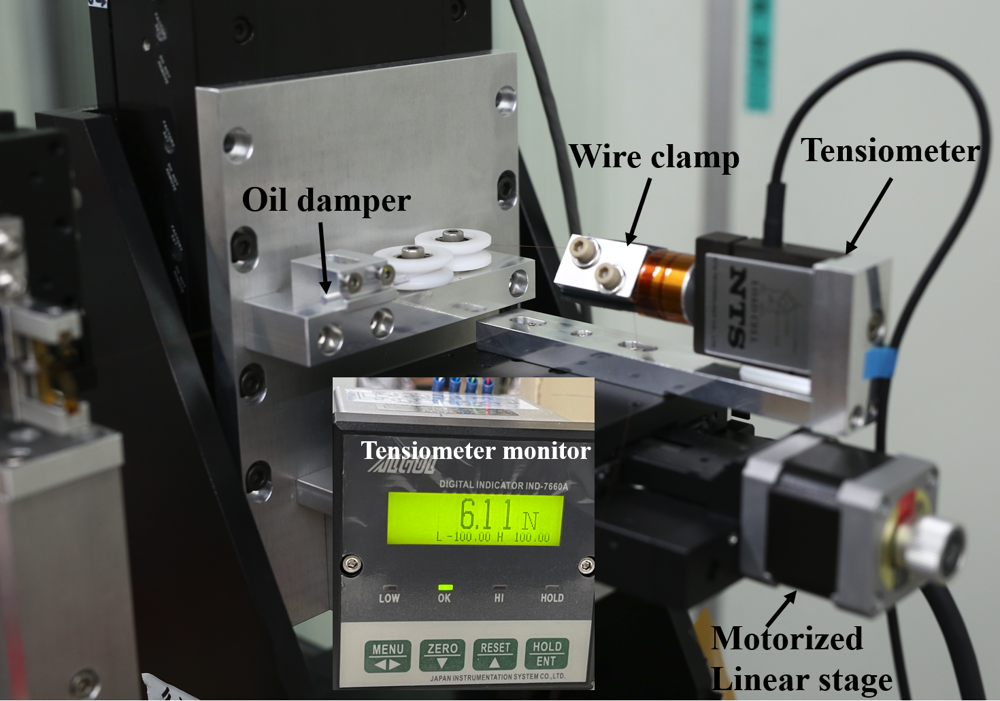 Wire clamp
Tensiometer
Oil damper
NTS
Tensiometer monitor
DIGITAL INDICATOR IND-7660A
6.11 N
L -100.00 H 100.00
LOW OK HI HOLD
MENU ZERO RESET HOLD
ENT
JAPAN INSTRUMENTATION SYSTEM CO.,LTD.
Motorized
Linear stage